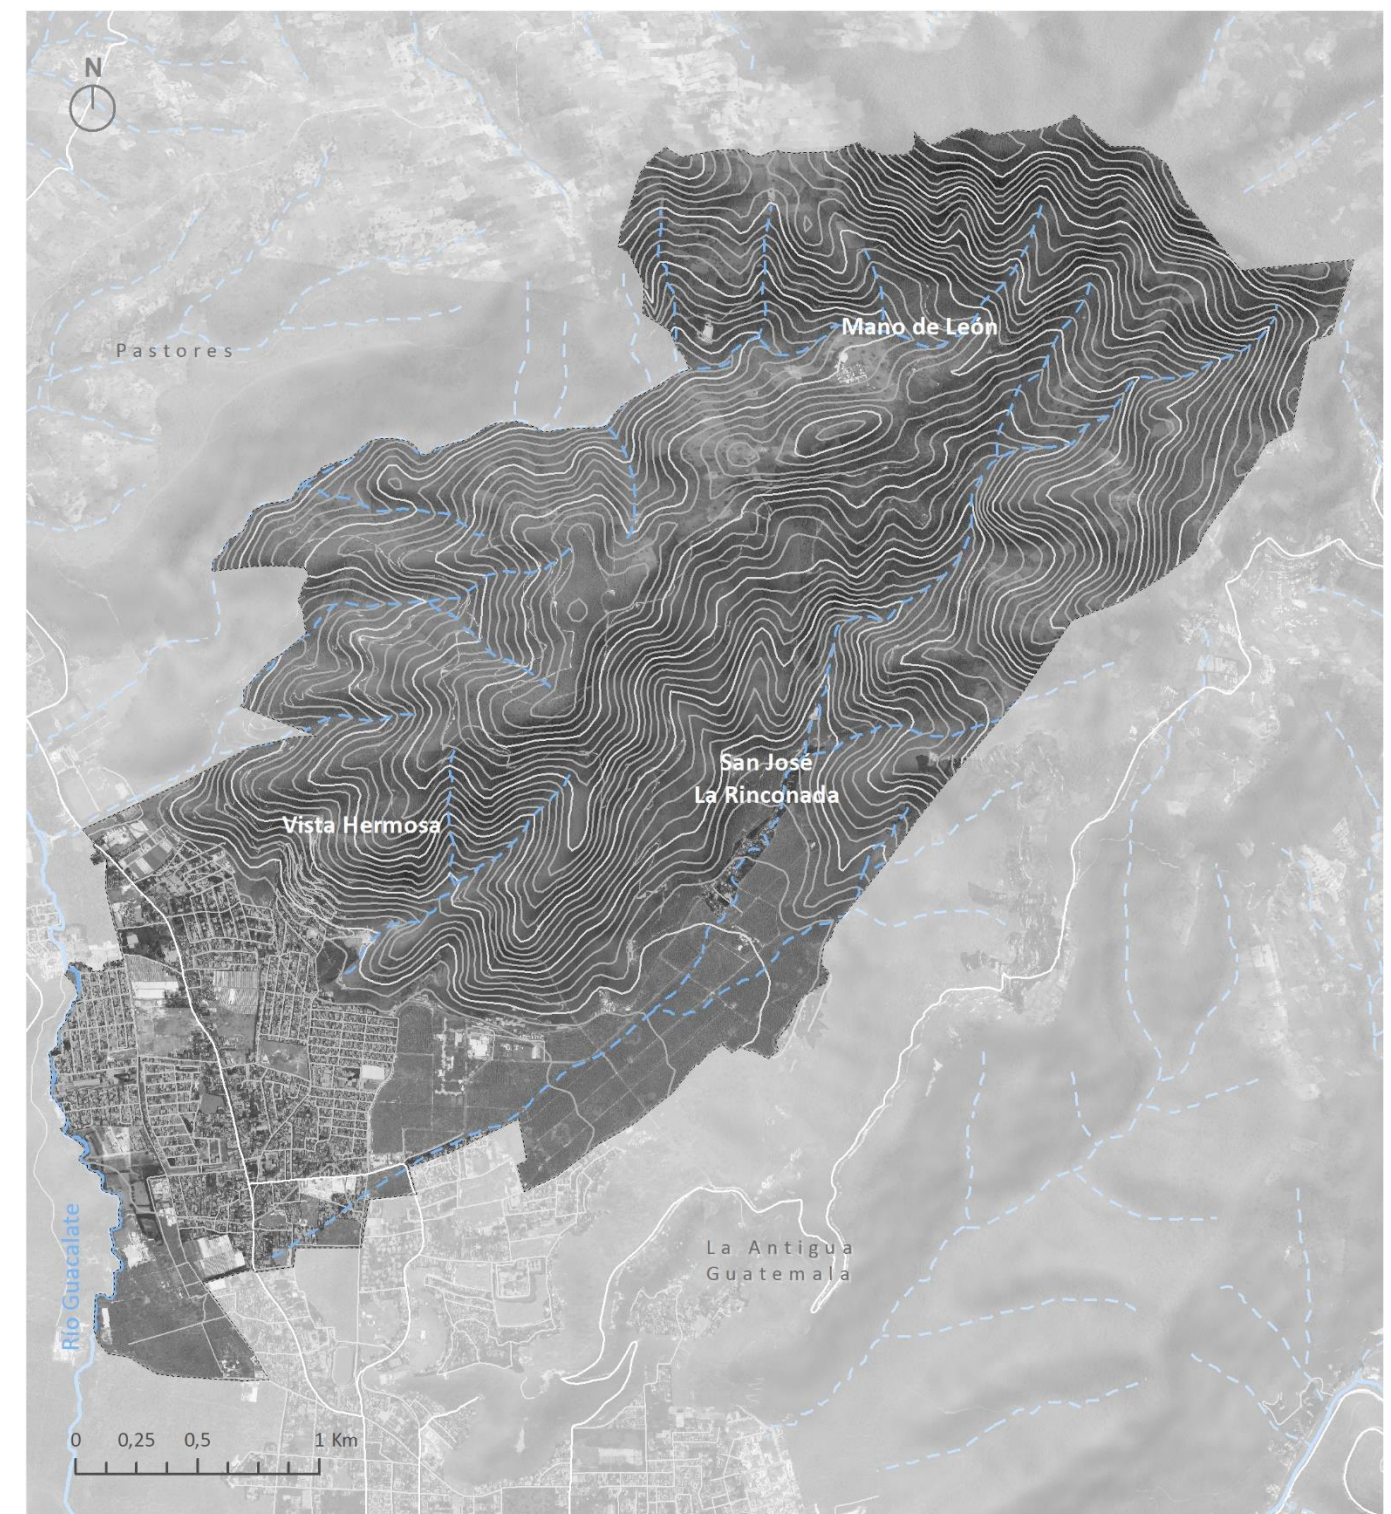 N
Mano de León
Pastores
San José
La Rinconada
Vista Hermosa
Río Guacalate
La Antigua
Guatemala
0 0,25 0,5 1 Km